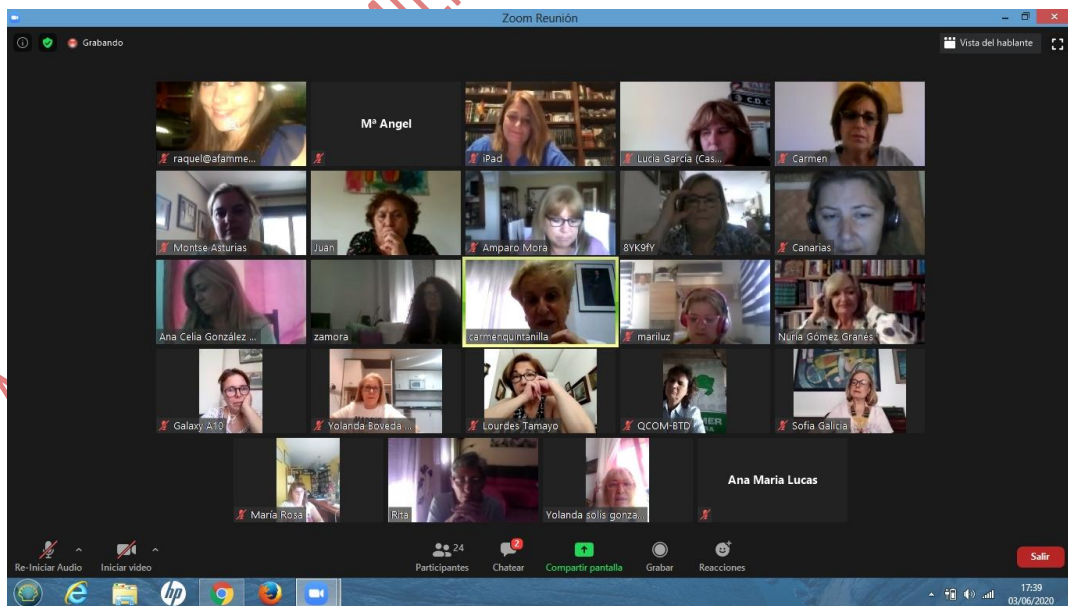 Zoom Reunión
Grabando
Vista del hablante
raquel@afamme...
Mª Angel
iPad
Lucia Garcia (Cas...
Carmen
Montse Asturias
Juan
Amparo Mora
8YK9fY
Canarias
Ana Celia González ...
zamora
carmenquintanilla
mariluz
Nuria Gómez Granés
Galaxy A10
Yolanda Boveda ...
Lourdes Tamayo
QCOM-BTD
Sofia Galicia
María Rosa
Rita
Yolanda solis gonza...
Ana Maria Lucas
Re-Iniciar Audio
Iniciar video
24
Participantes
2
Chatear
Compartir pantalla
Grabar
Reacciones
Salir
hp
17:39
03/06/2020